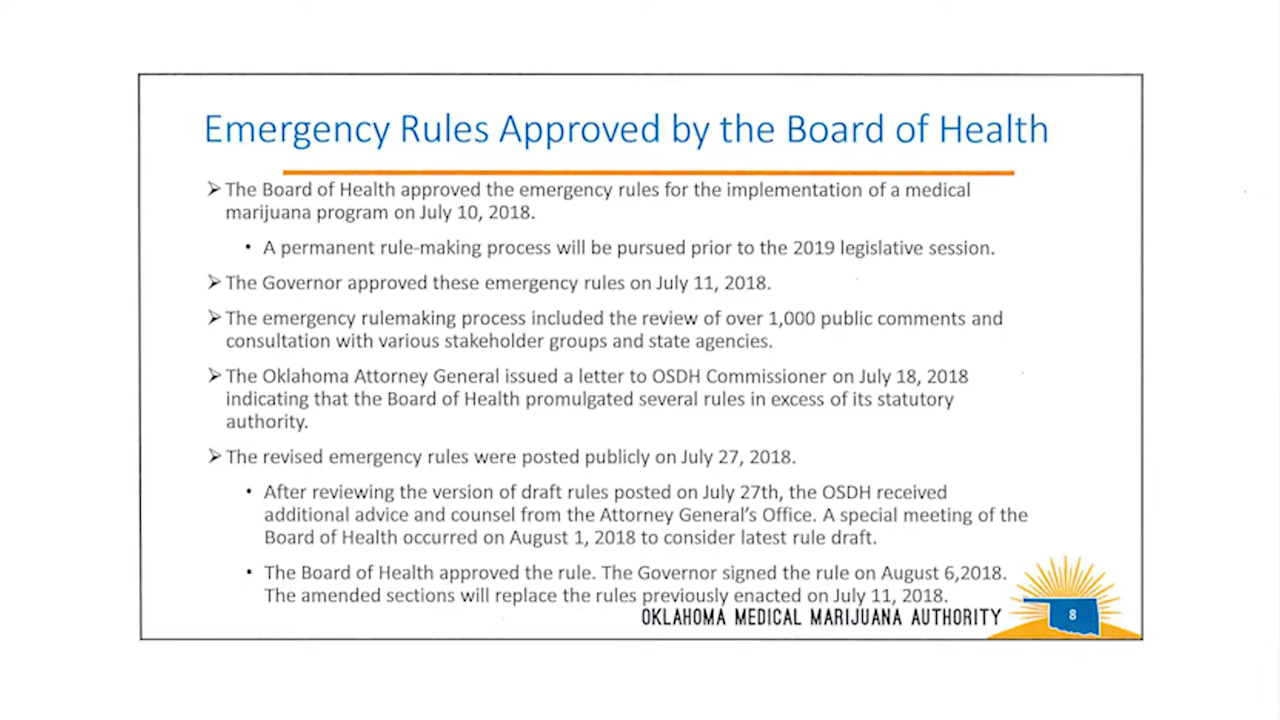 Emergency Rules Approved by the Board of Health
➢ The Board of Health approved the emergency rules for the implementation of a medical
marijuana program on July 10, 2018.
• A permanent rule-making process will be pursued prior to the 2019 legislative session.
➢ The Governor approved these emergency rules on July 11, 2018.
➢ The emergency rulemaking process included the review of over 1,000 public comments and
consultation with various stakeholder groups and state agencies.
➢ The Oklahoma Attorney General issued a letter to OSDH Commissioner on July 18, 2018
indicating that the Board of Health promulgated several rules in excess of its statutory
authority.
➢ The revised emergency rules were posted publicly on July 27, 2018.
• After reviewing the version of draft rules posted on July 27th, the OSDH received
additional advice and counsel from the Attorney General's Office. A special meeting of the
Board of Health occurred on August 1, 2018 to consider latest rule draft.
• The Board of Health approved the rule. The Governor signed the rule on August 6,2018.
The amended sections will replace the rules previously enacted on July 11, 2018.
OKLAHOMA MEDICAL MARIJUANA AUTHORITY
8